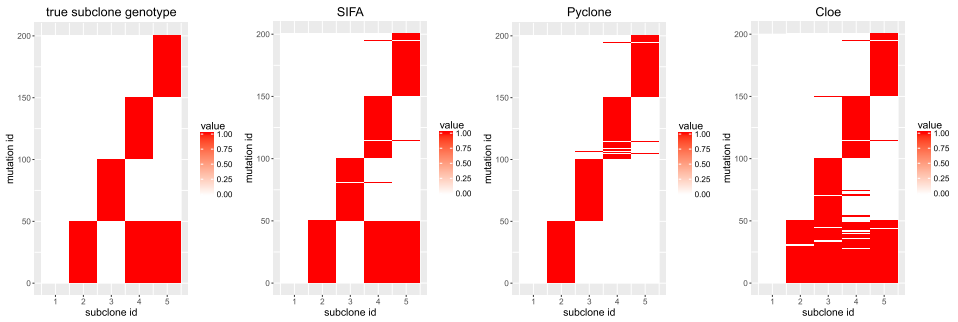 true subclone genotype
200
150
100
50
0
mutation id
1 2 3 4 5
subclone id
value
1.00
0.75
0.50
0.25
0.00
SIFA
200
150
100
50
0
mutation id
1 2 3 4 5
subclone id
value
1.00
0.75
0.50
0.25
0.00
Pyclone
200
150
100
50
0
mutation id
1 2 3 4 5
subclone id
value
1.00
0.75
0.50
0.25
0.00
Cloe
200
150
100
50
0
mutation id
1 2 3 4 5
subclone id
value
1.00
0.75
0.50
0.25
0.00